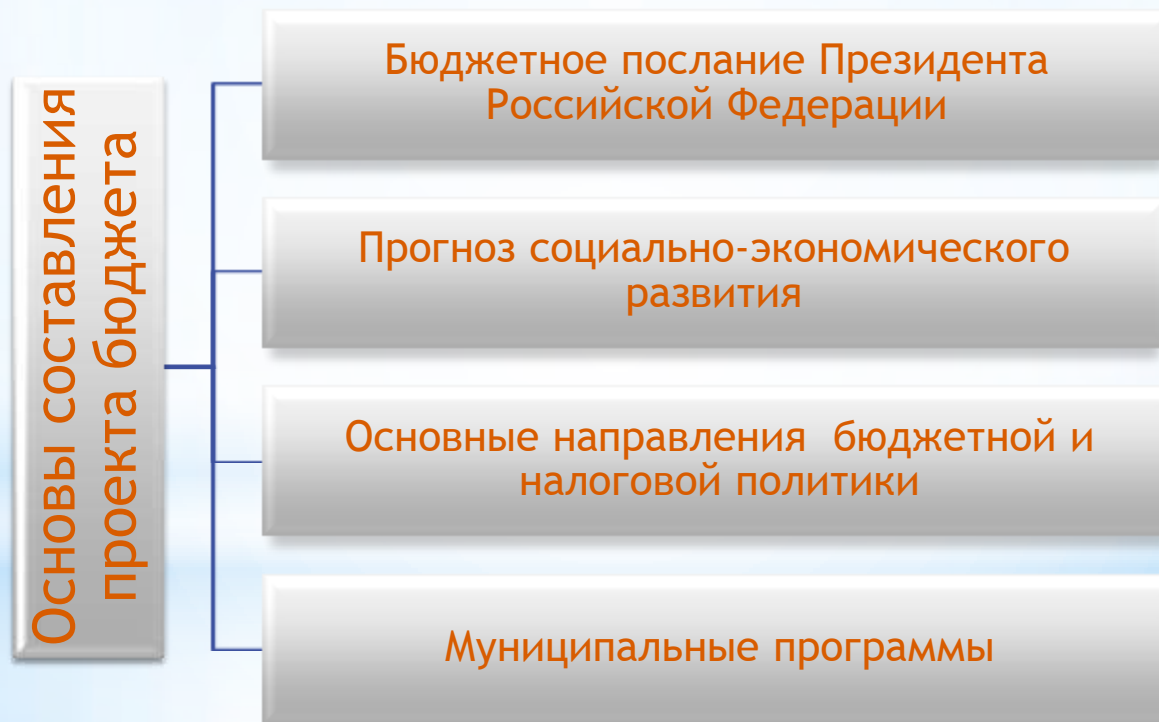 Основы составления
проекта бюджета
Бюджетное послание Президента
Российской Федерации
Прогноз социально-экономического
развития
Основные направления  бюджетной и
налоговой политики
Муниципальные программы